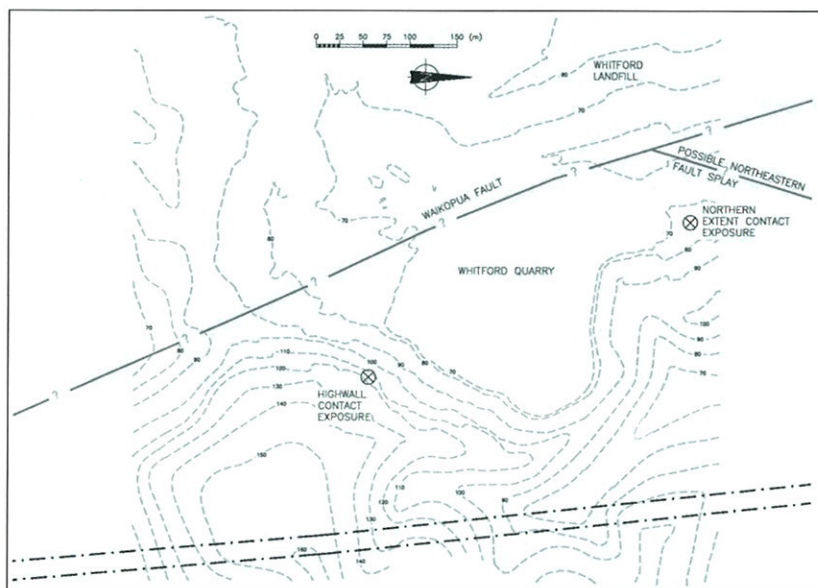 0 25 50 75 100 150 (m)
WHITFORD
LANDFILL
80
70
?
POSSIBLE NORTHEASTERN
FAULT SPLAY
?
?
WAIKOPUA FAULT
NORTHERN
EXTENT CONTACT
EXPOSURE
70
80
90
70
?
80
WHITFORD QUARRY
?
100
90
80
70
70
80
90
?
110
120
130
140
100
90
80
70
HIGHWALL
CONTACT
EXPOSURE
?
150
110
120
130
100
90
160
140